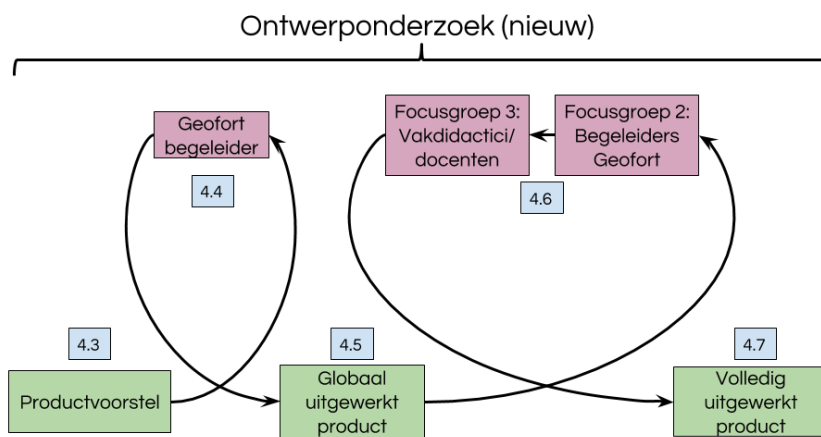 Ontwerponderzoek (nieuw)
Geofort
begeleider
4.4
Focusgroep 3:
Vakdidactici/
docenten
Focusgroep 2:
Begeleiders
Geofort
4.6
4.3
Productvoorstel
4.5
Globaal
uitgewerkt
product
4.7
Volledig
uitgewerkt
product